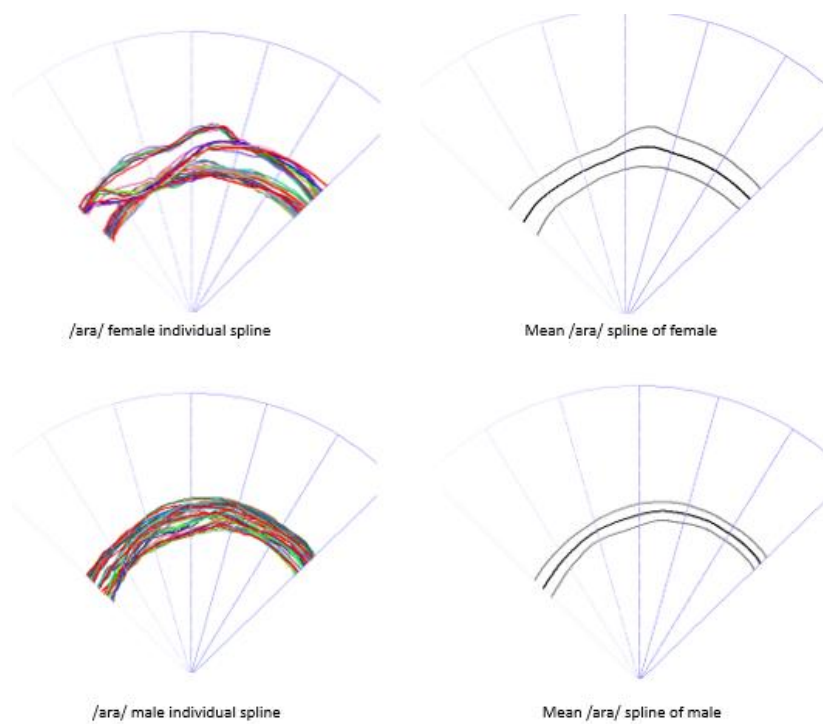 /ara/ female individual spline
Mean /ara/ spline of female
/ara/ male individual spline
Mean /ara/ spline of male